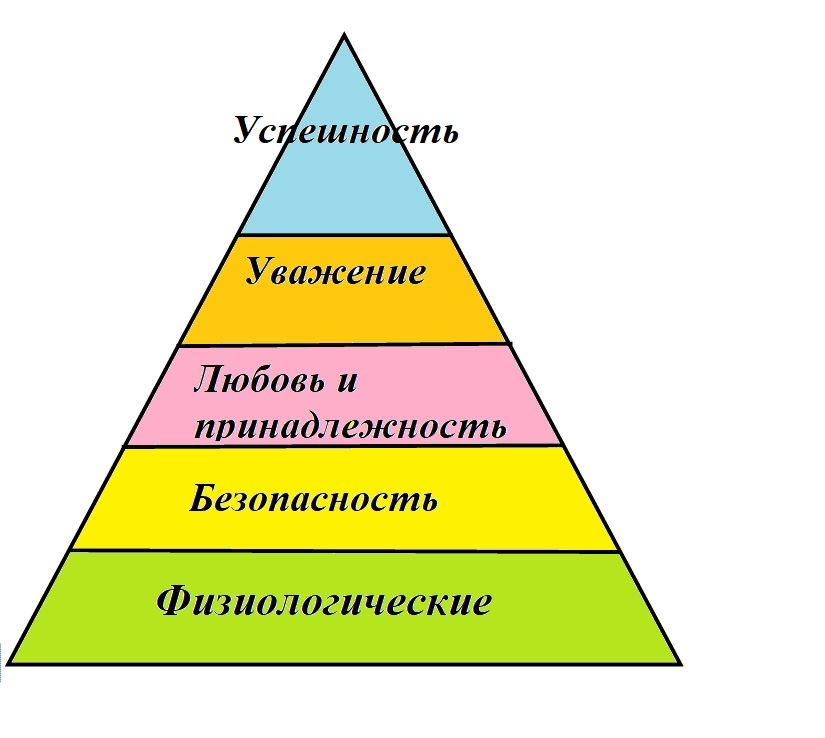 Успешность
Уважение
Любовь и
принадлежность
Безопасность
Физиологические